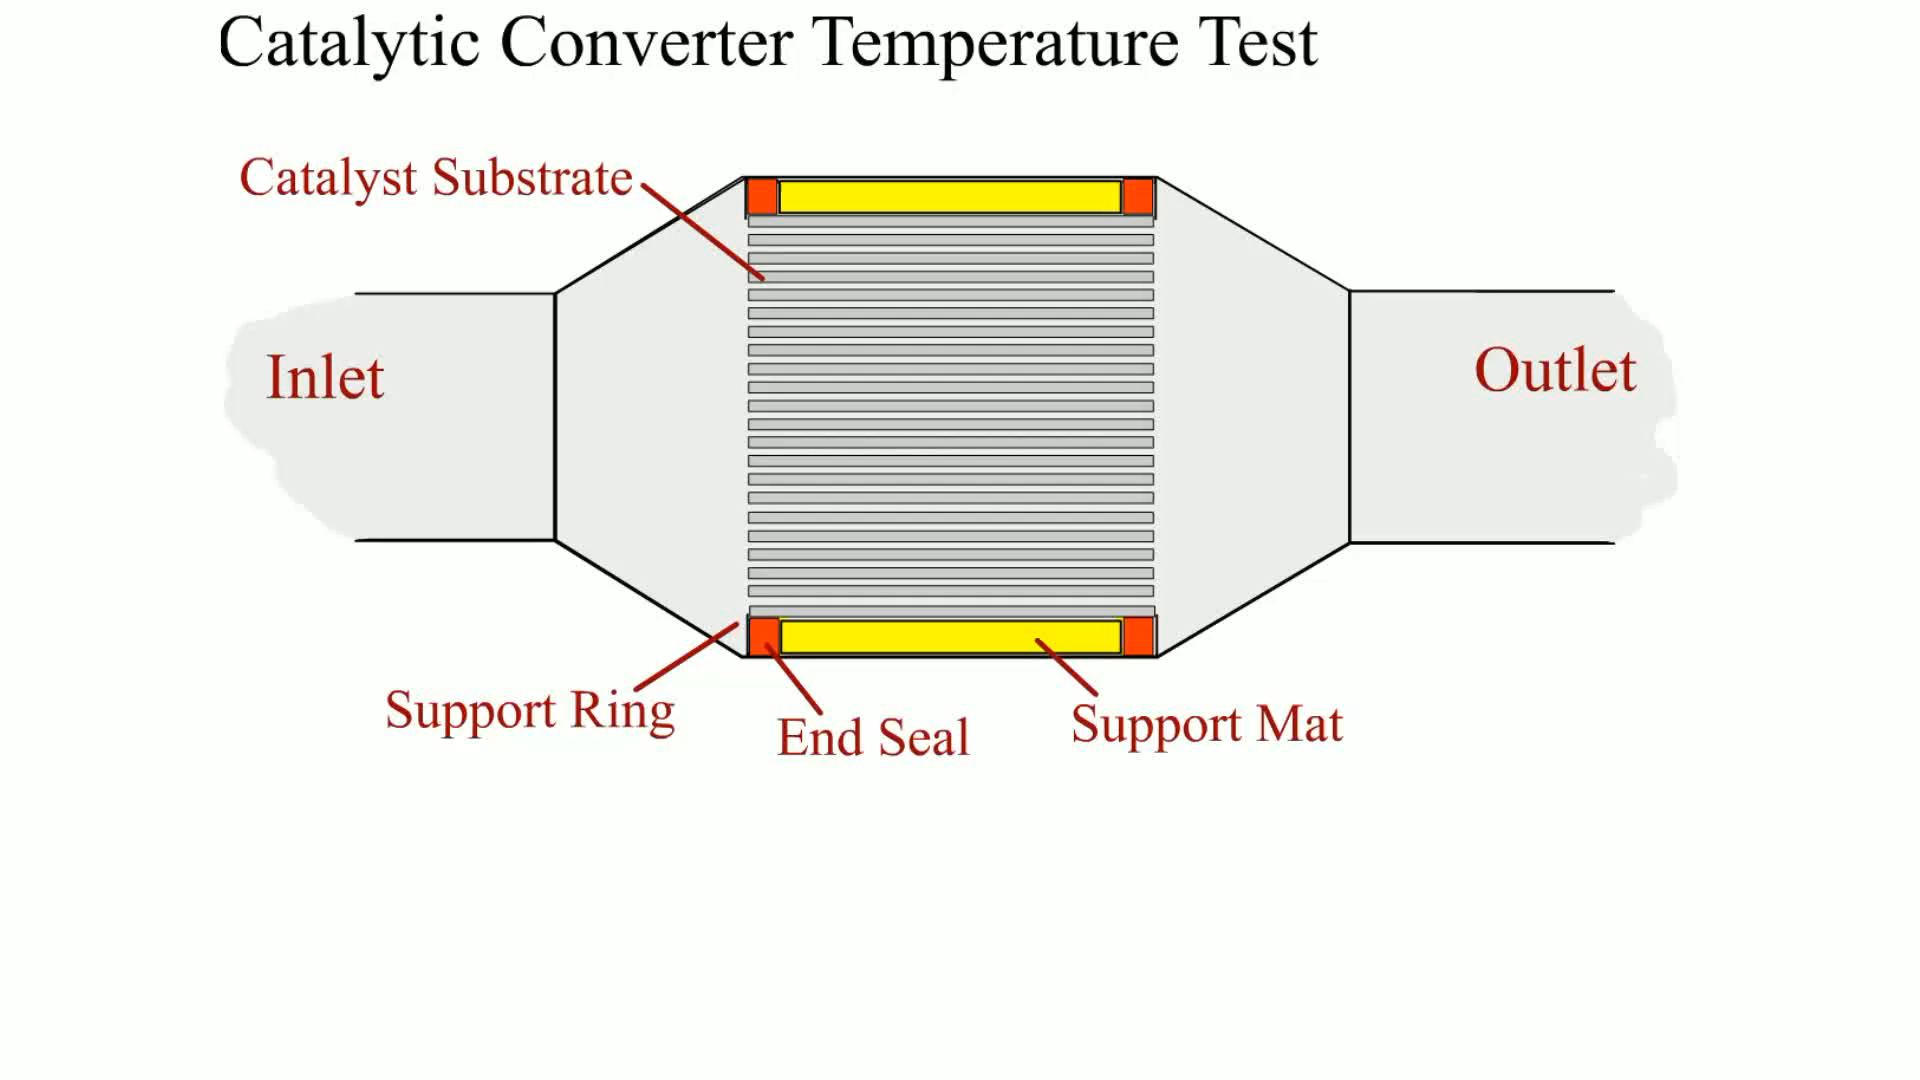 Catalytic Converter Temperature Test
Catalyst Substrate
Inlet
Outlet
Support Ring
End Seal
Support Mat